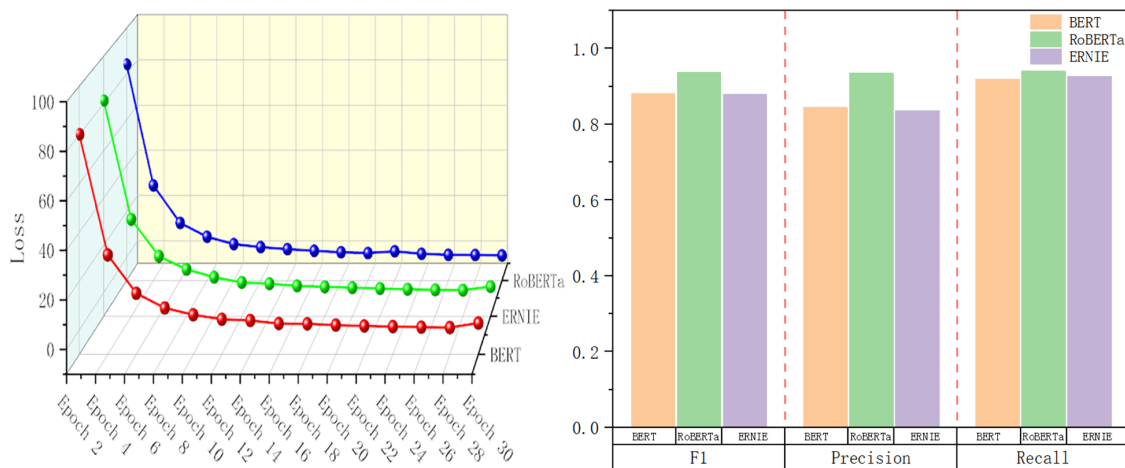 Loss
100
80
60
40
20
0
Epoch 2
Epoch 4
Epoch 6
Epoch 8
Epoch 10
Epoch 12
Epoch 14
Epoch 16
Epoch 18
Epoch 20
Epoch 22
Epoch 24
Epoch 26
Epoch 28
Epoch 30
RoBERTa
ERNIE
BERT
1.0
0.8
0.6
0.4
0.2
0.0
BERT
RoBERTa
ERNIE
BERT RoBERTa ERNIE BERT RoBERTa ERNIE BERT RoBERTa ERNIE
F1 Precision Recall